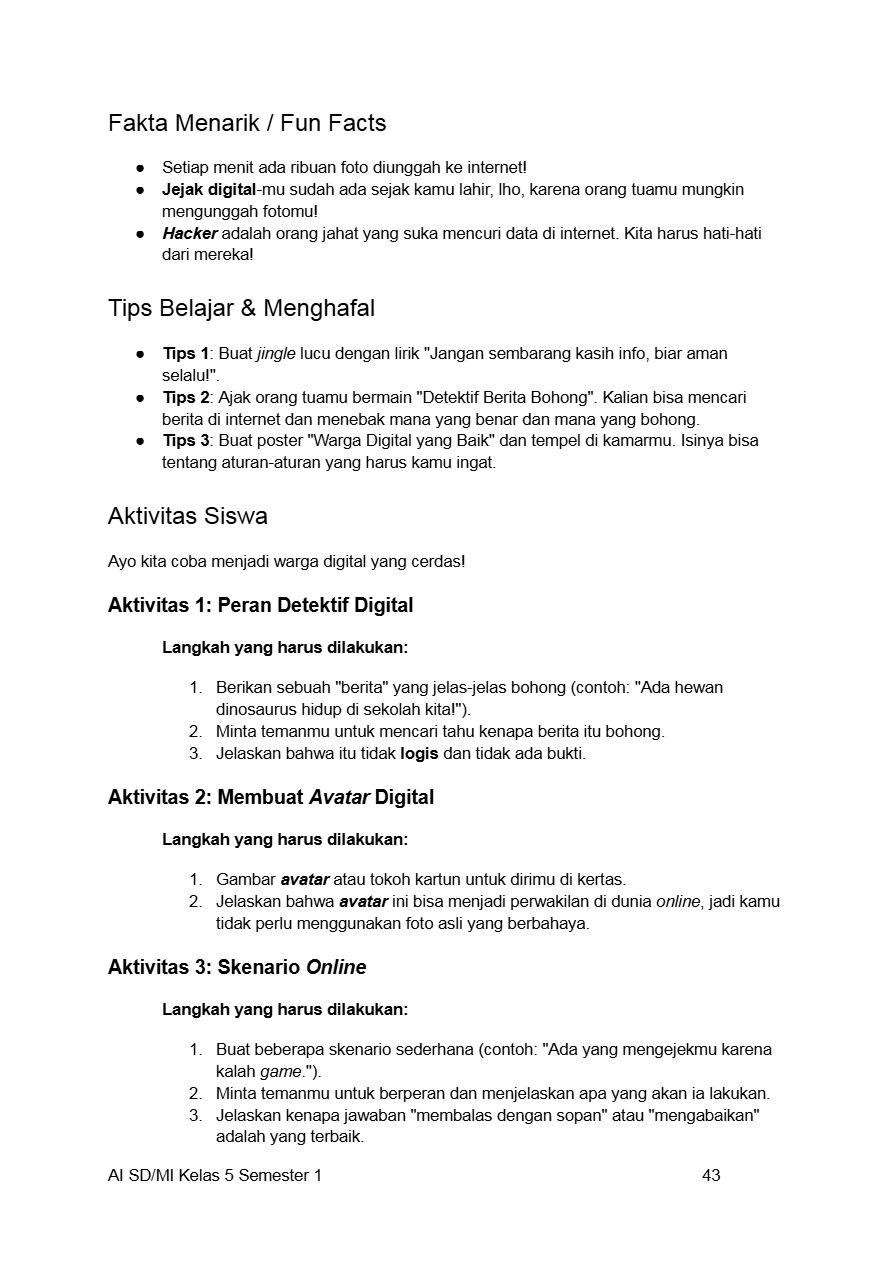 Fakta Menarik / Fun Facts
● Setiap menit ada ribuan foto diunggah ke internet!
● Jejak digital-mu sudah ada sejak kamu lahir, lho, karena orang tuamu mungkin
mengunggah fotomu!
● Hacker adalah orang jahat yang suka mencuri data di internet. Kita harus hati-hati
dari mereka!
Tips Belajar & Menghafal
● Tips 1: Buat jingle lucu dengan lirik "Jangan sembarang kasih info, biar aman
selalu!".
● Tips 2: Ajak orang tuamu bermain "Detektif Berita Bohong". Kalian bisa mencari
berita di internet dan menebak mana yang benar dan mana yang bohong.
● Tips 3: Buat poster "Warga Digital yang Baik" dan tempel di kamarmu. Isinya bisa
tentang aturan-aturan yang harus kamu ingat.
Aktivitas Siswa
Ayo kita coba menjadi warga digital yang cerdas!
Aktivitas 1: Peran Detektif Digital
Langkah yang harus dilakukan:
1. Berikan sebuah "berita" yang jelas-jelas bohong (contoh: "Ada hewan
dinosaurus hidup di sekolah kita!").
2. Minta temanmu untuk mencari tahu kenapa berita itu bohong.
3. Jelaskan bahwa itu tidak logis dan tidak ada bukti.
Aktivitas 2: Membuat Avatar Digital
Langkah yang harus dilakukan:
1. Gambar avatar atau tokoh kartun untuk dirimu di kertas.
2. Jelaskan bahwa avatar ini bisa menjadi perwakilan di dunia online, jadi kamu
tidak perlu menggunakan foto asli yang berbahaya.
Aktivitas 3: Skenario Online
Langkah yang harus dilakukan:
1. Buat beberapa skenario sederhana (contoh: "Ada yang mengejekmu karena
kalah game.").
2. Minta temanmu untuk berperan dan menjelaskan apa yang akan ia lakukan.
3. Jelaskan kenapa jawaban "membalas dengan sopan" atau "mengabaikan"
adalah yang terbaik.
AI SD/MI Kelas 5 Semester 1 43